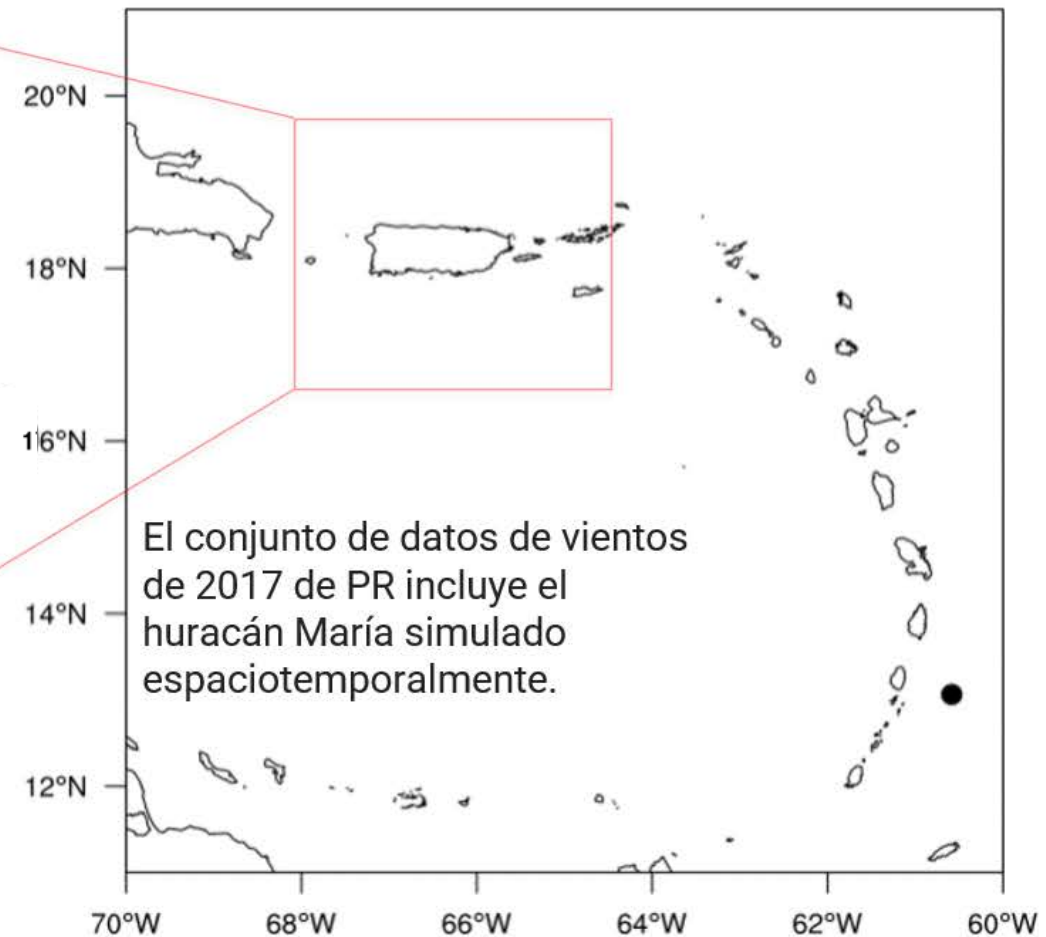 20°N
18°N
16°N
El conjunto de datos de vientos
de 2017 de PR incluye el
huracán María simulado
espaciotemporalmente.
14°N
12°N
70°W 68°W 66°W 64°W 62°W 60°W